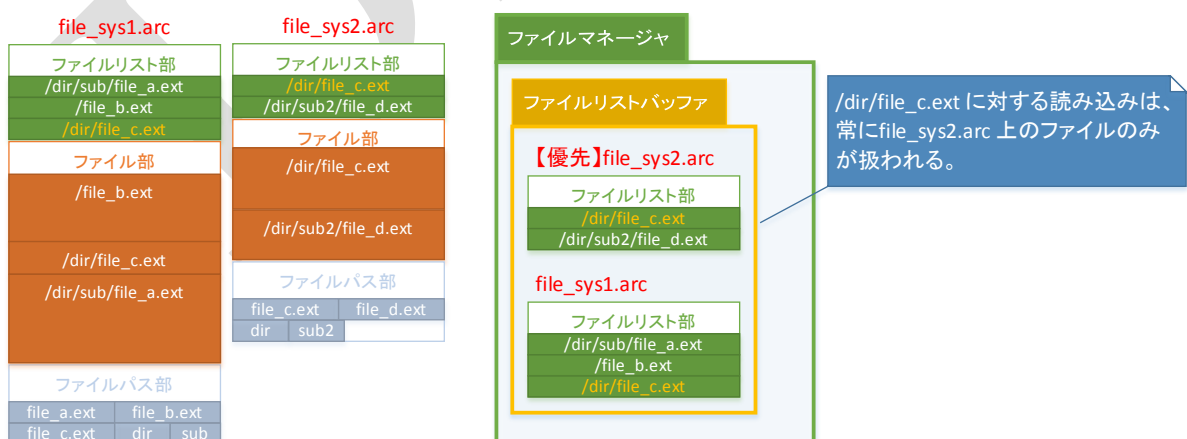 file_sys1.arc
ファイルリスト部
/dir/sub/file_a.ext
/file_b.ext
/dir/file_c.ext
ファイル部
/file_b.ext
/dir/file_c.ext
/dir/sub/file_a.ext
ファイルパス部
file_a.ext file_b.ext
file_c.ext dir sub
file_sys2.arc
ファイルリスト部
/dir/file_c.ext
/dir/sub2/file_d.ext
ファイル部
/dir/file_c.ext
/dir/sub2/file_d.ext
ファイルパス部
file_c.ext file_d.ext
dir sub2
ファイルマネージャ
ファイルリストバッファ
【優先】file_sys2.arc
ファイルリスト部
/dir/file_c.ext
/dir/sub2/file_d.ext
file_sys1.arc
ファイルリスト部
/dir/sub/file_a.ext
/file_b.ext
/dir/file_c.ext
/dir/file_c.ext に対する読み込みは、
常にfile_sys2.arc 上のファイルのみ
が扱われる。